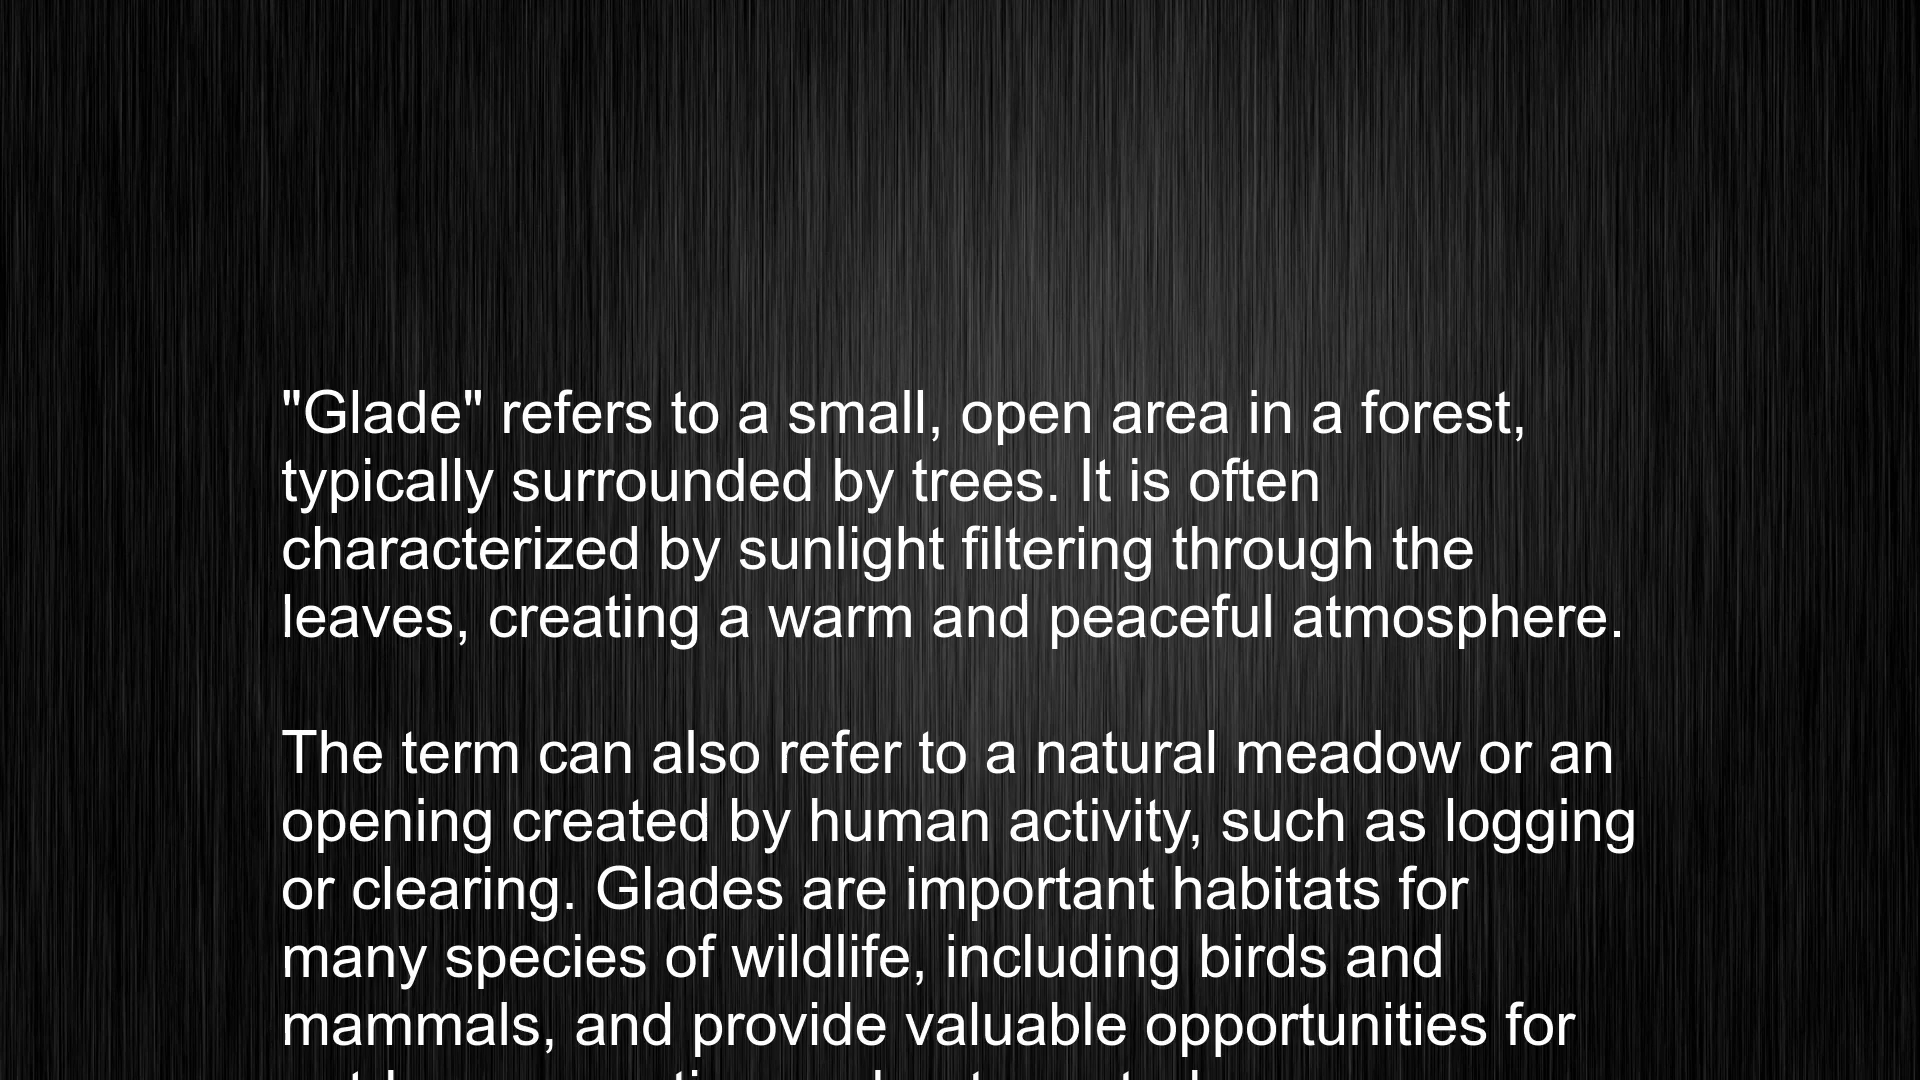 "Glade" refers to a small, open area in a forest,
typically surrounded by trees. It is often
characterized by sunlight filtering through the
leaves, creating a warm and peaceful atmosphere.
The term can also refer to a natural meadow or an
opening created by human activity, such as logging
or clearing. Glades are important habitats for
many species of wildlife, including birds and
mammals, and provide valuable opportunities for